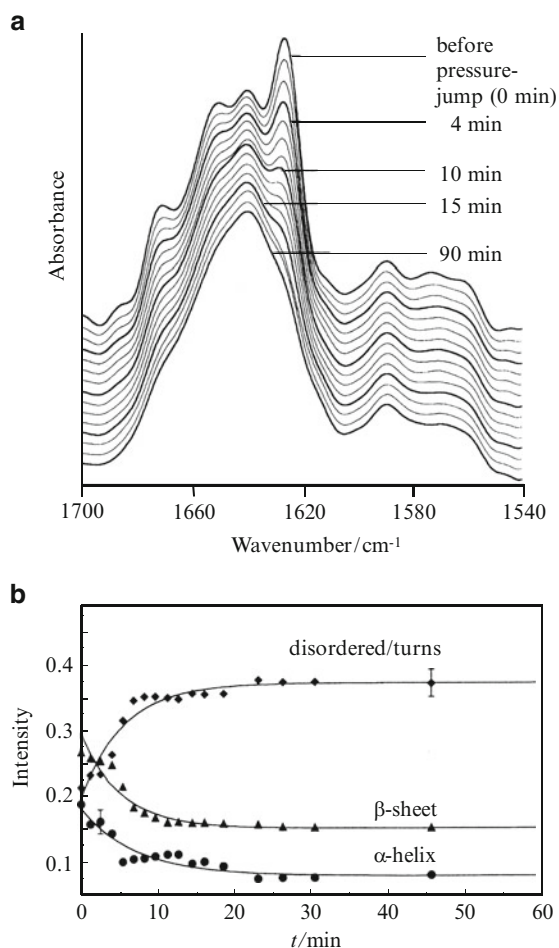 a
before
pressure-
jump (0 min)
4 min
10 min
15 min
90 min
Absorbance
1700
1660
1620
1580
1540
Wavenumber/cm-1
b
disordered/turns
0.4
0.3
0.2
0.1
Intensity
β-sheet
α-helix
0
10
20
30
40
50
60
t/min